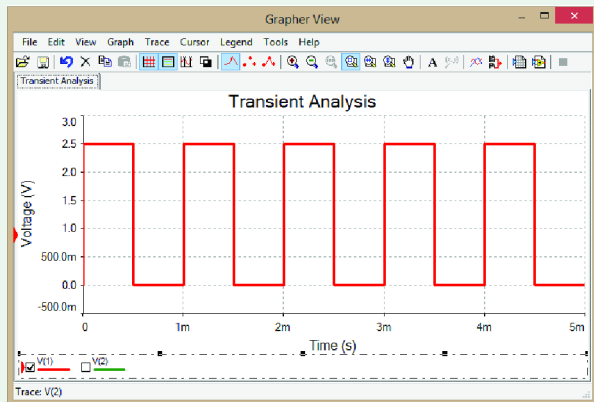 Grapher View
File Edit View Graph Trace Cursor Legend Tools Help
Transient Analysis
Transient Analysis
Voltage (V)
3.0
2.5
2.0
1.5
1.0
500.0m
0.0
-500.0m
0 1m 2m 3m 4m 5m
Time (s)
V(1) V(2)
Trace: V(2)